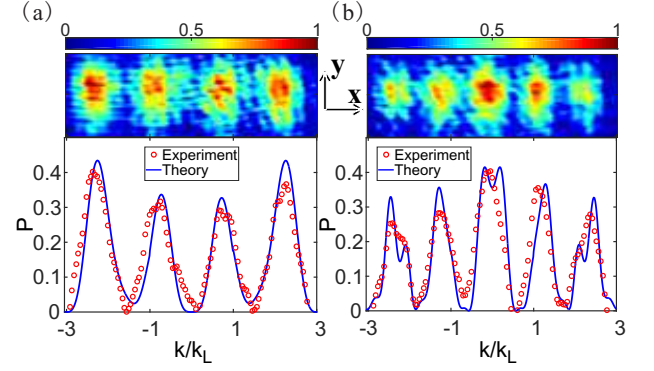 (a)
0 0.5 1
(b)
0 0.5 1
y
x
P
0.4
0.3
0.2
0.1
0
Experiment
Theory
-3 -1 1 3
k/k_L
P
0.4
0.3
0.2
0.1
0
Experiment
Theory
-3 -1 1 3
k/k_L